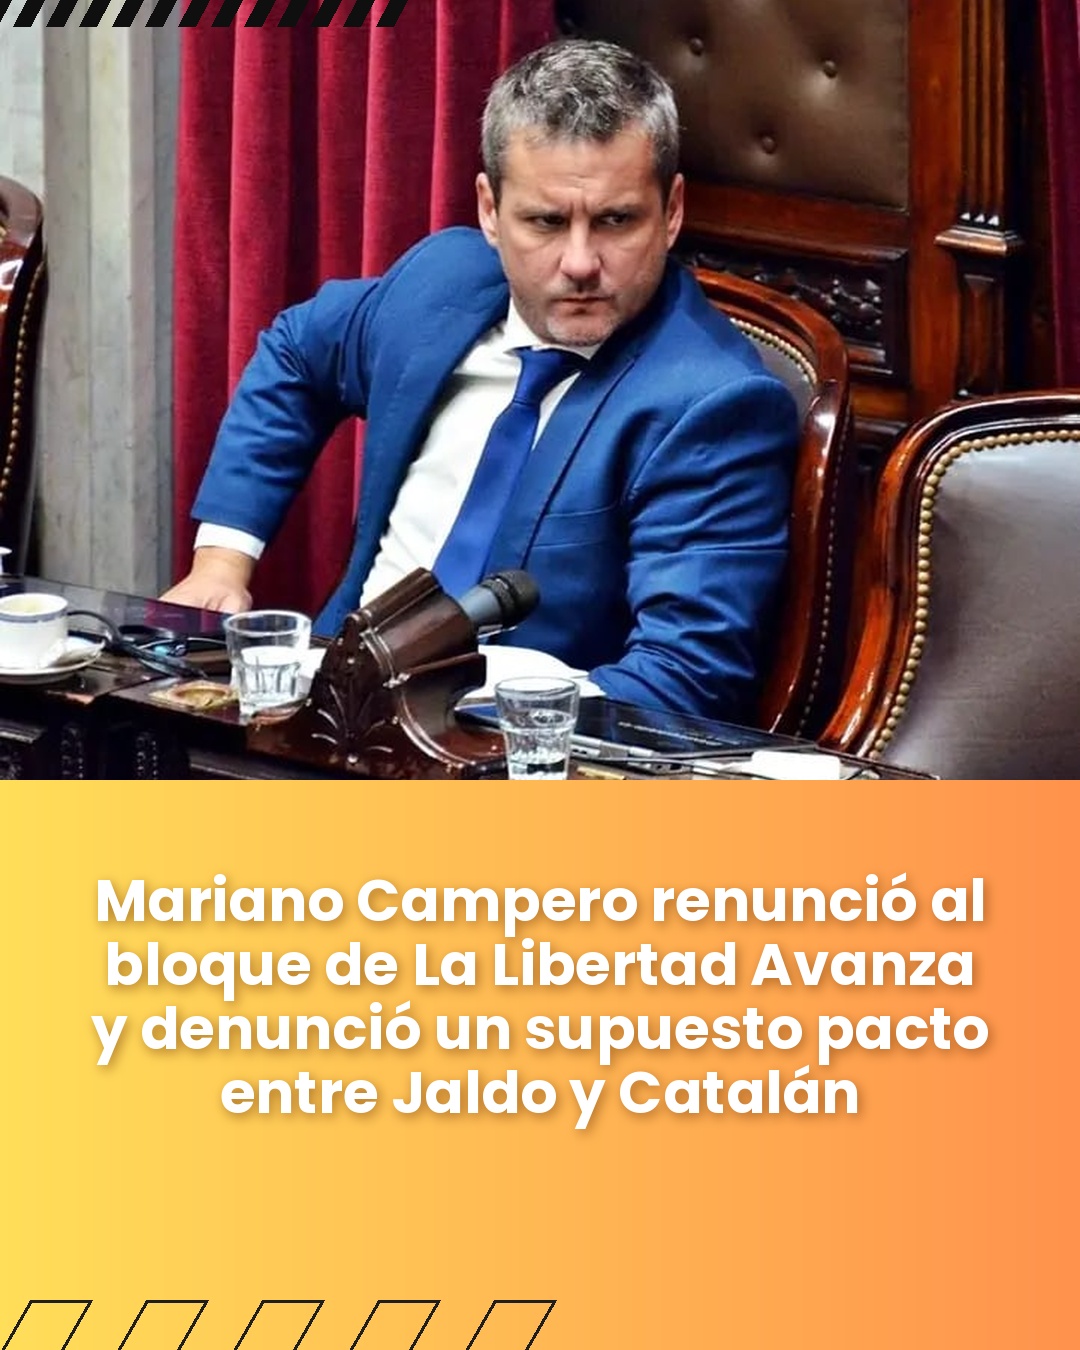 Mariano Campero renunció al
bloque de La Libertad Avanza
y denunció un supuesto pacto
entre Jaldo y Catalán